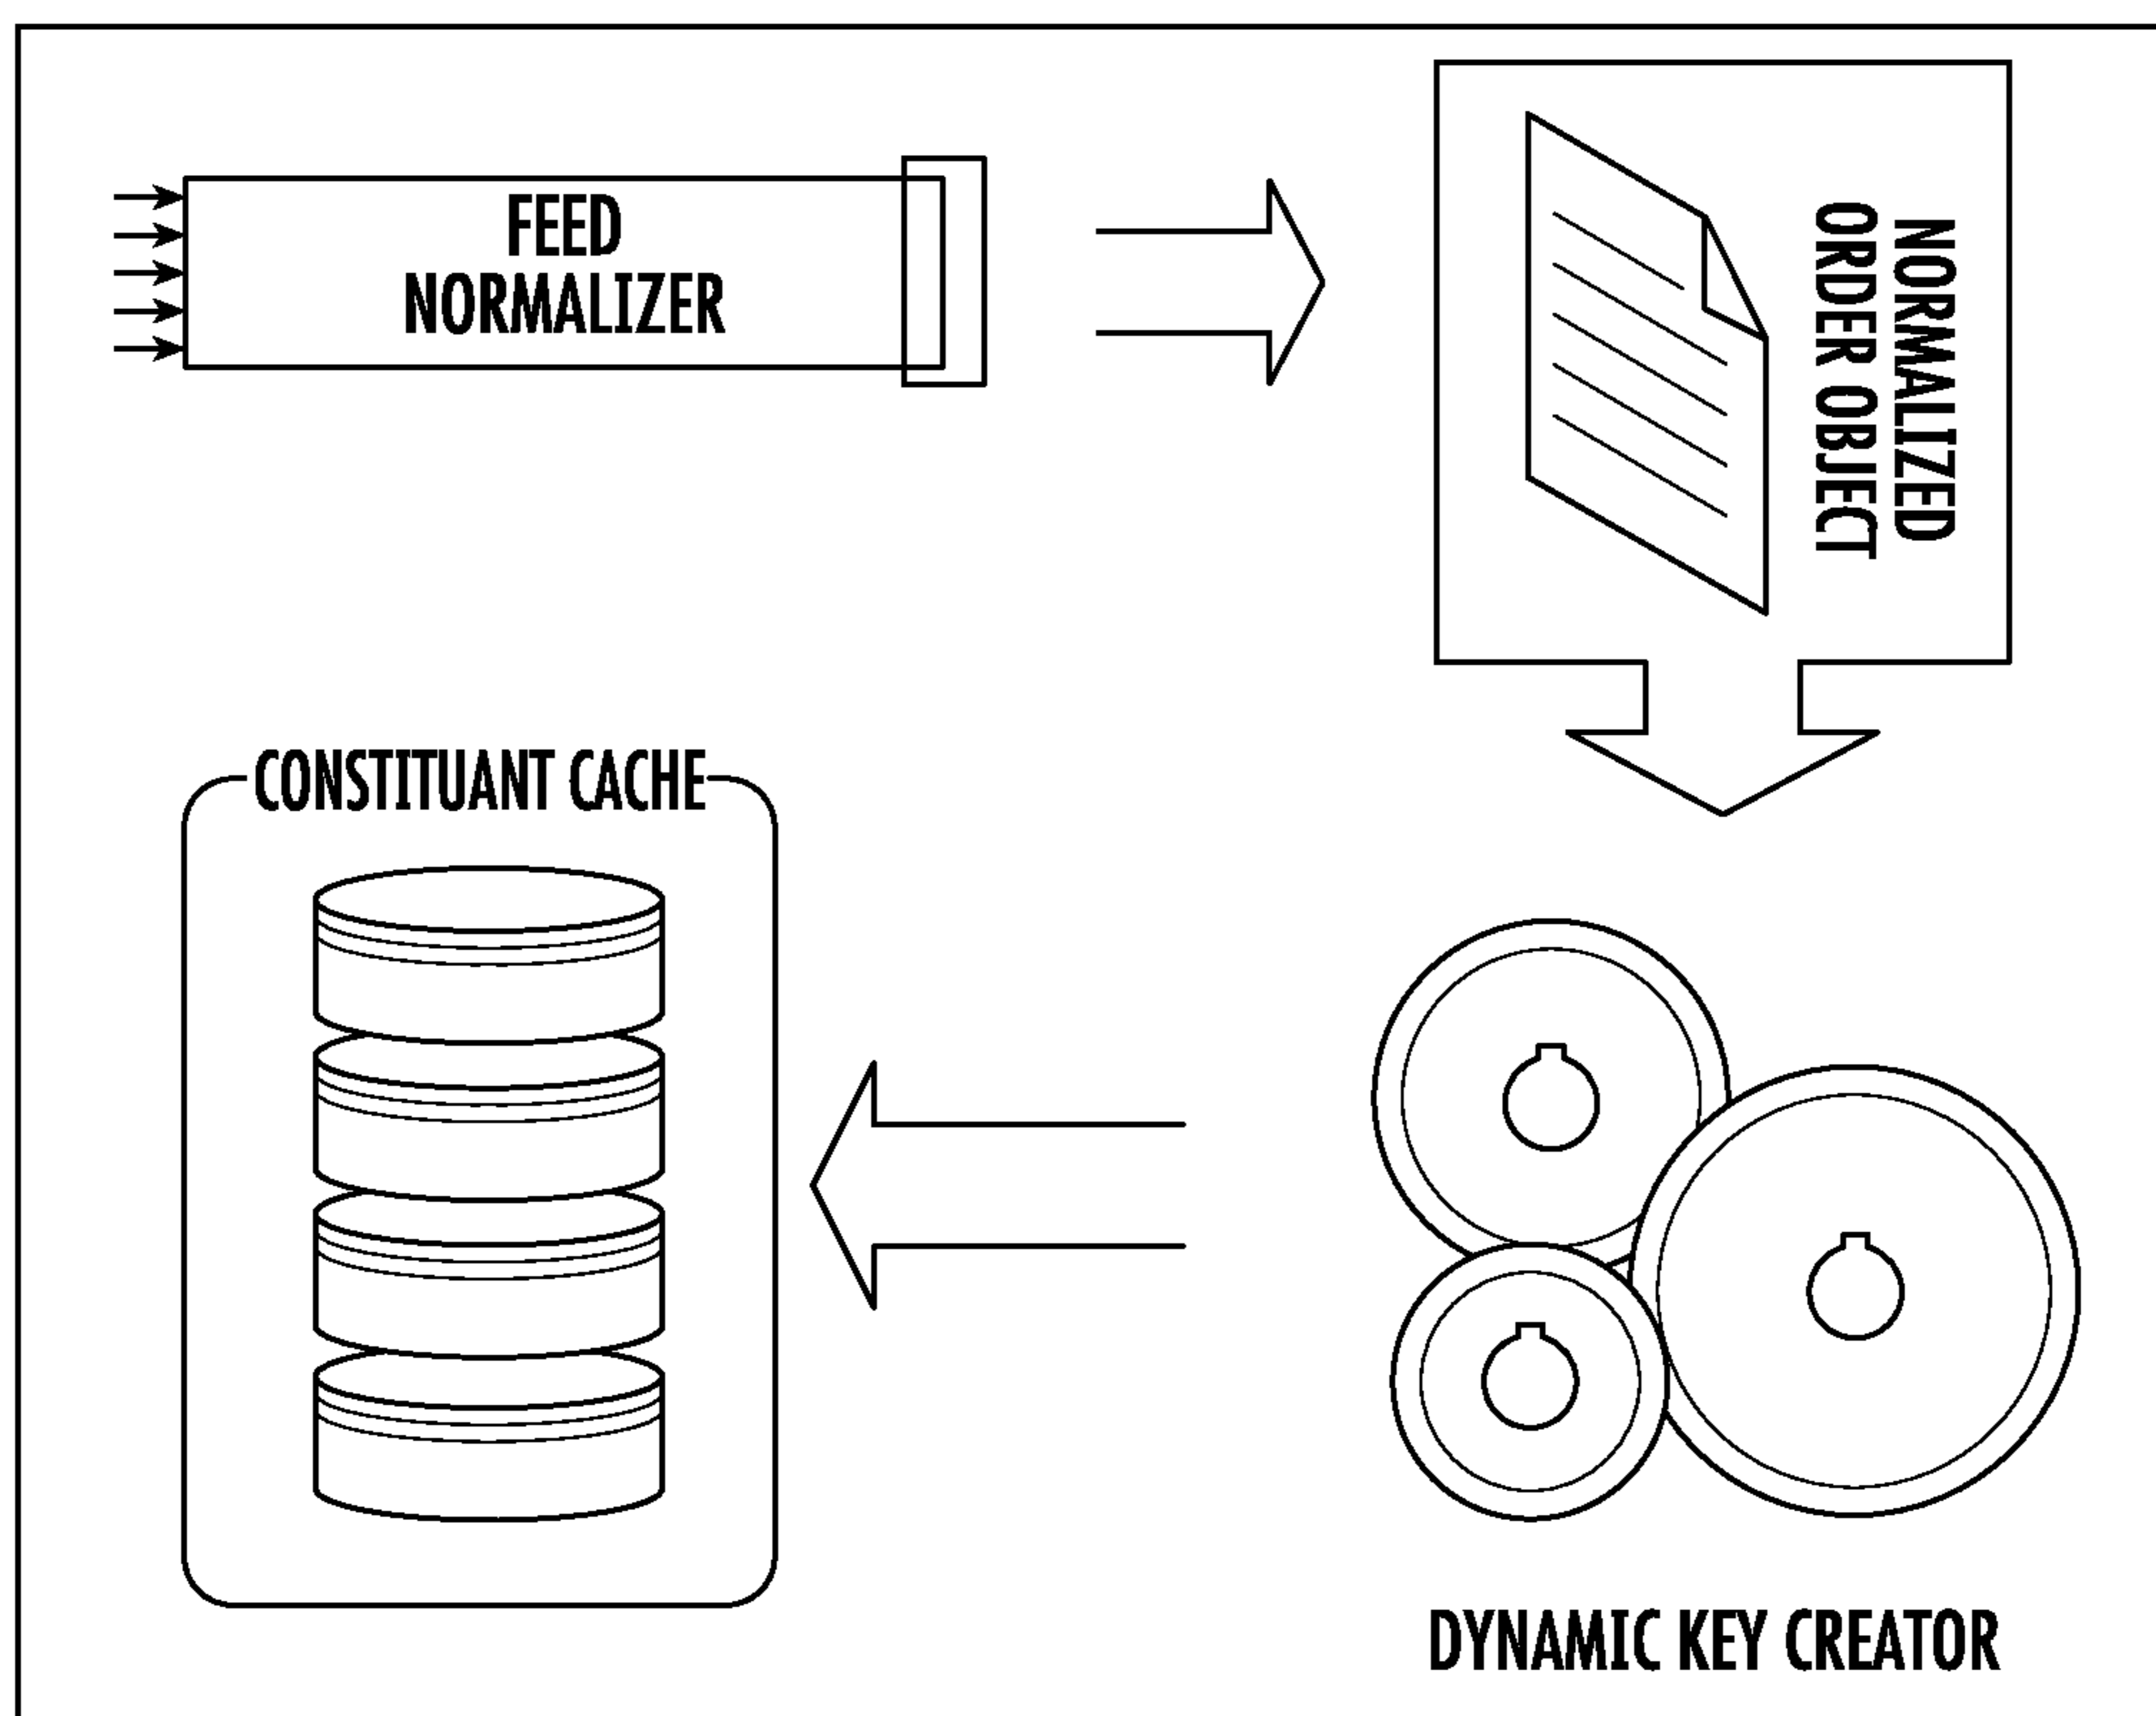 FEED
NORMALIZER
NORMALIZED
ORDER OBJECT
CONSTITUANT CACHE
DYNAMIC KEY CREATOR